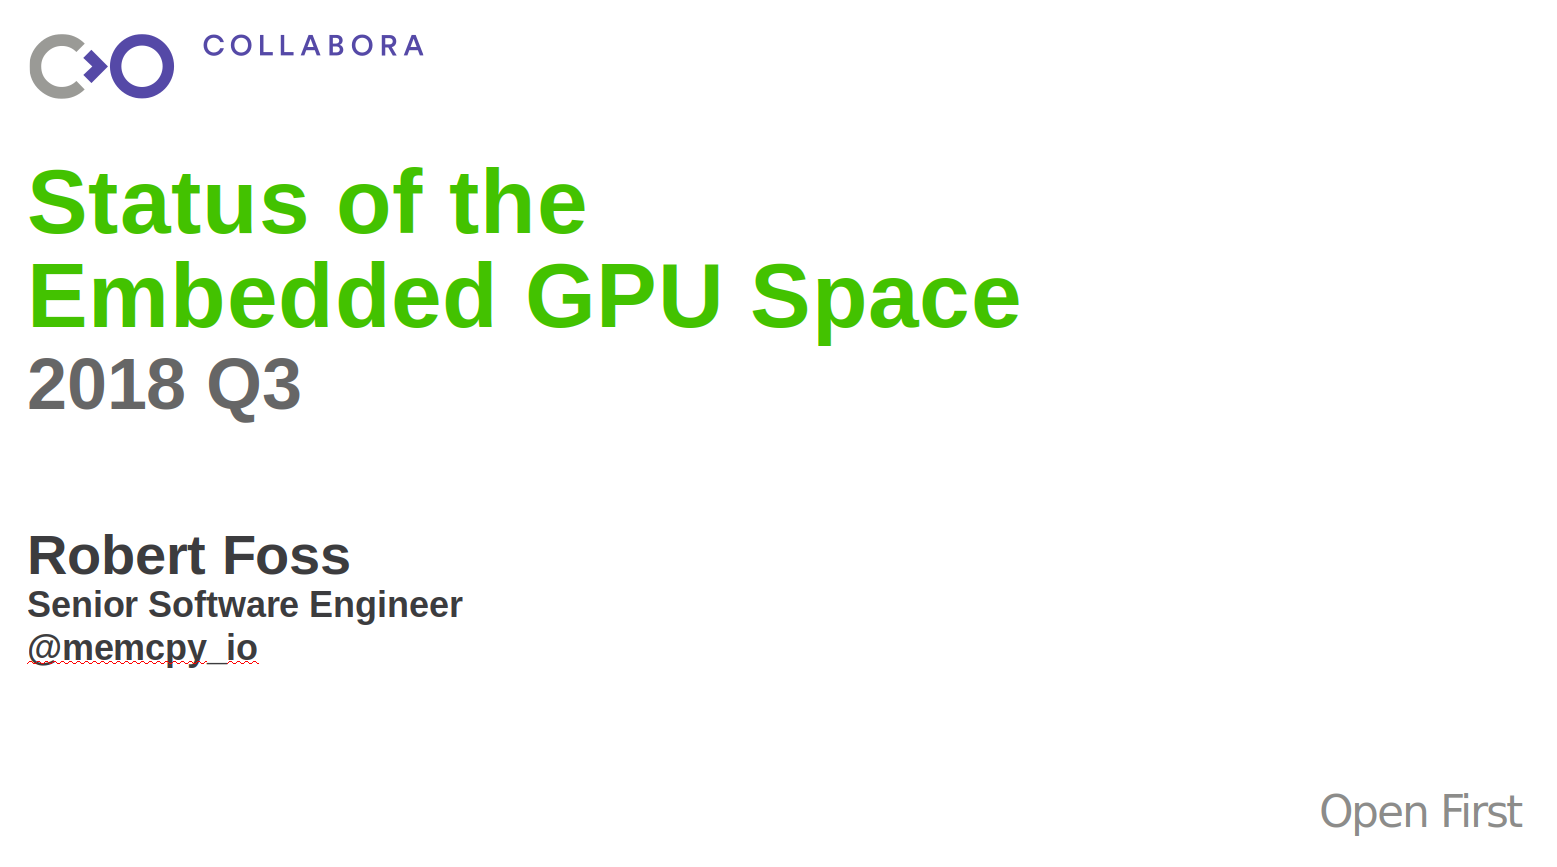 COLLABORA
Status of the
Embedded GPU Space
2018 Q3
Robert Foss
Senior Software Engineer
@memcpy_io
Open First